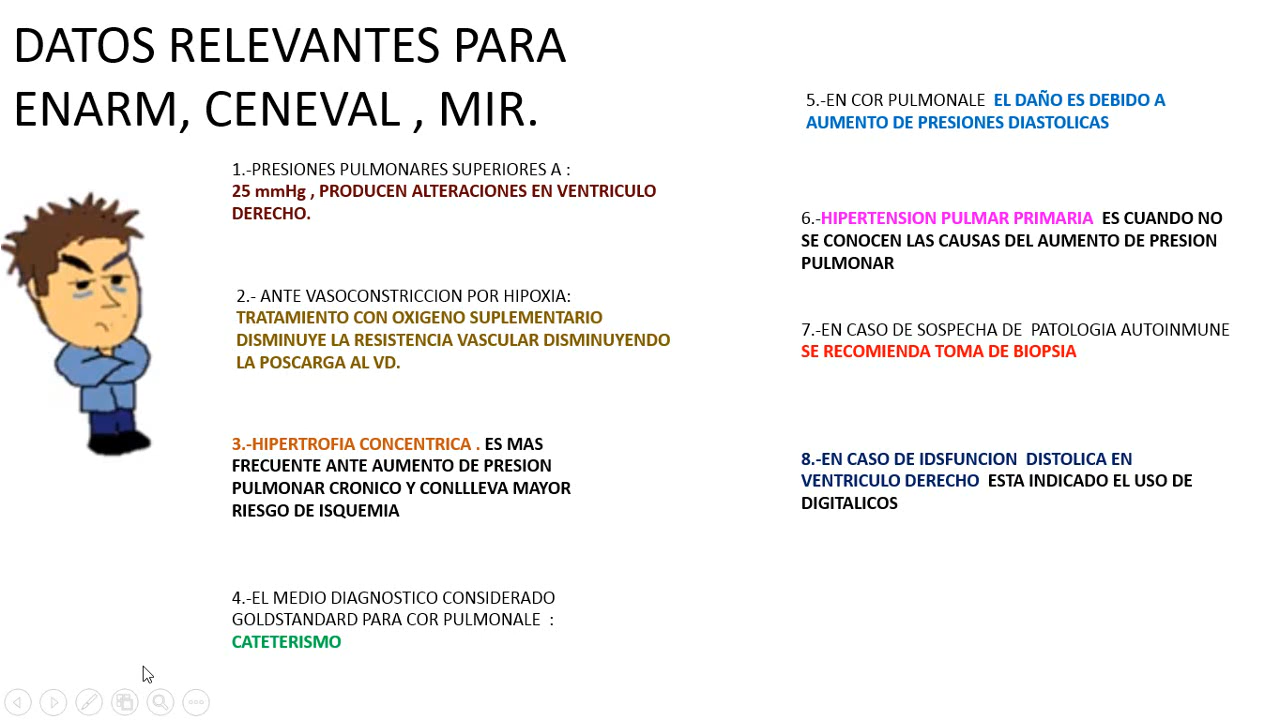 DATOS RELEVANTES PARA
ENARM, CENEVAL , MIR.
1.-PRESIONES PULMONARES SUPERIORES A :
25 mmHg , PRODUCEN ALTERACIONES EN VENTRICULO
DERECHO.
2.- ANTE VASOCONSTRICCION POR HIPOXIA:
TRATAMIENTO CON OXIGENO SUPLEMENTARIO
DISMINUYE LA RESISTENCIA VASCULAR DISMINUYENDO
LA POSCARGA AL VD.
3.-HIPERTROFIA CONCENTRICA . ES MAS
FRECUENTE ANTE AUMENTO DE PRESION
PULMONAR CRONICO Y CONLLLEVA MAYOR
RIESGO DE ISQUEMIA
4.-EL MEDIO DIAGNOSTICO CONSIDERADO
GOLDSTANDARD PARA COR PULMONALE :
CATETERISMO
5.-EN COR PULMONALE EL DAÑO ES DEBIDO A
AUMENTO DE PRESIONES DIASTOLICAS
6.-HIPERTENSION PULMAR PRIMARIA ES CUANDO NO
SE CONOCEN LAS CAUSAS DEL AUMENTO DE PRESION
PULMONAR
7.-EN CASO DE SOSPECHA DE PATOLOGIA AUTOINMUNE
SE RECOMIENDA TOMA DE BIOPSIA
8.-EN CASO DE IDSFUNCION DISTOLICA EN
VENTRICULO DERECHO ESTA INDICADO EL USO DE
DIGITALICOS